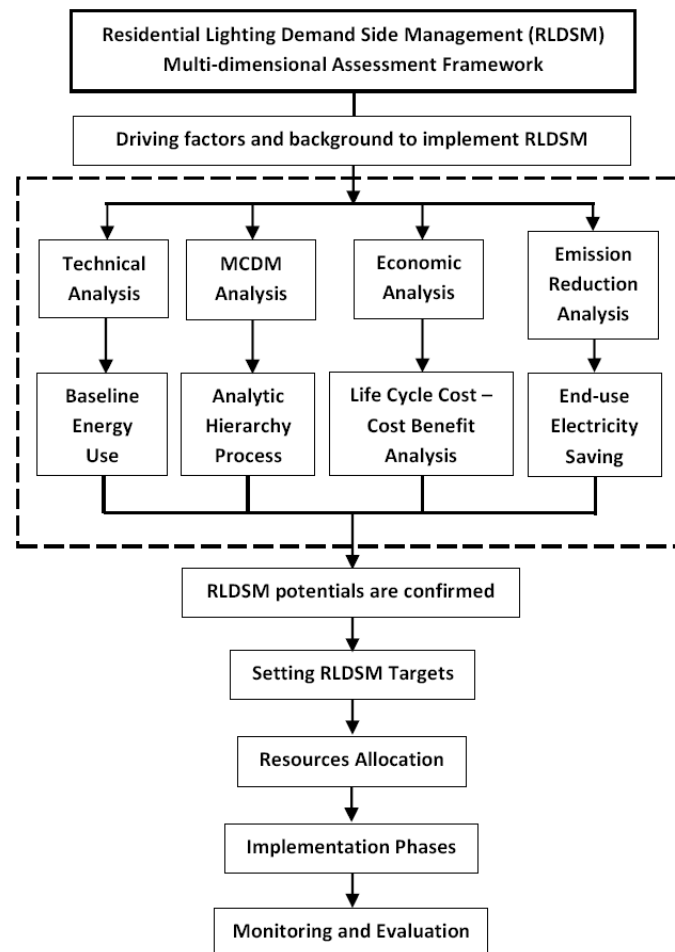 Residential Lighting Demand Side Management (RLDSM)
Multi-dimensional Assessment Framework
Driving factors and background to implement RLDSM
Technical
Analysis
MCDM
Analysis
Economic
Analysis
Emission
Reduction
Analysis
Baseline
Energy
Use
Analytic
Hierarchy
Process
Life Cycle Cost –
Cost Benefit
Analysis
End-use
Electricity
Saving
RLDSM potentials are confirmed
Setting RLDSM Targets
Resources Allocation
Implementation Phases
Monitoring and Evaluation